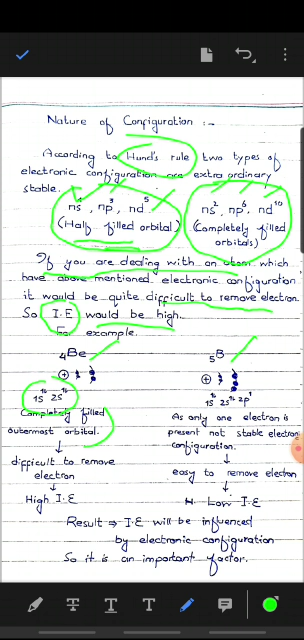 Nature of Configuration :-
According to Hund's rule two types of
electronic configuration are extra ordinary
stable.
ns¹, np³, nd⁵ ns², np⁶, nd¹⁰
(Half filled orbital) (Completely filled
orbitals)
If you are dealing with an atom which
have above mentioned electronic configuration
it would be quite difficult to remove electron.
So I.E would be high.
For example.
₄Be ₅B
1s² 2s² 1s² 2s² 2p¹
Completely filled As only one electron is
outermost orbital. present not stable electron
configuration.
↓ ↓
difficult to remove easy to remove electron
electron
↓ ↓
High I.E Low I.E
Result ⇒ I.E will be influenced
by electronic configuration
So it is an important factor.
T T T